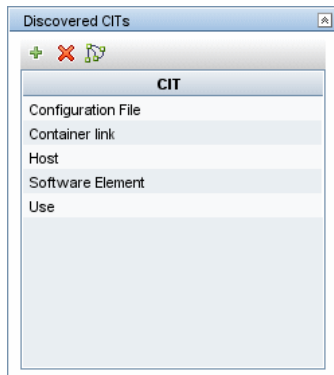 Discovered CITs
CIT
Configuration File
Container link
Host
Software Element
Use